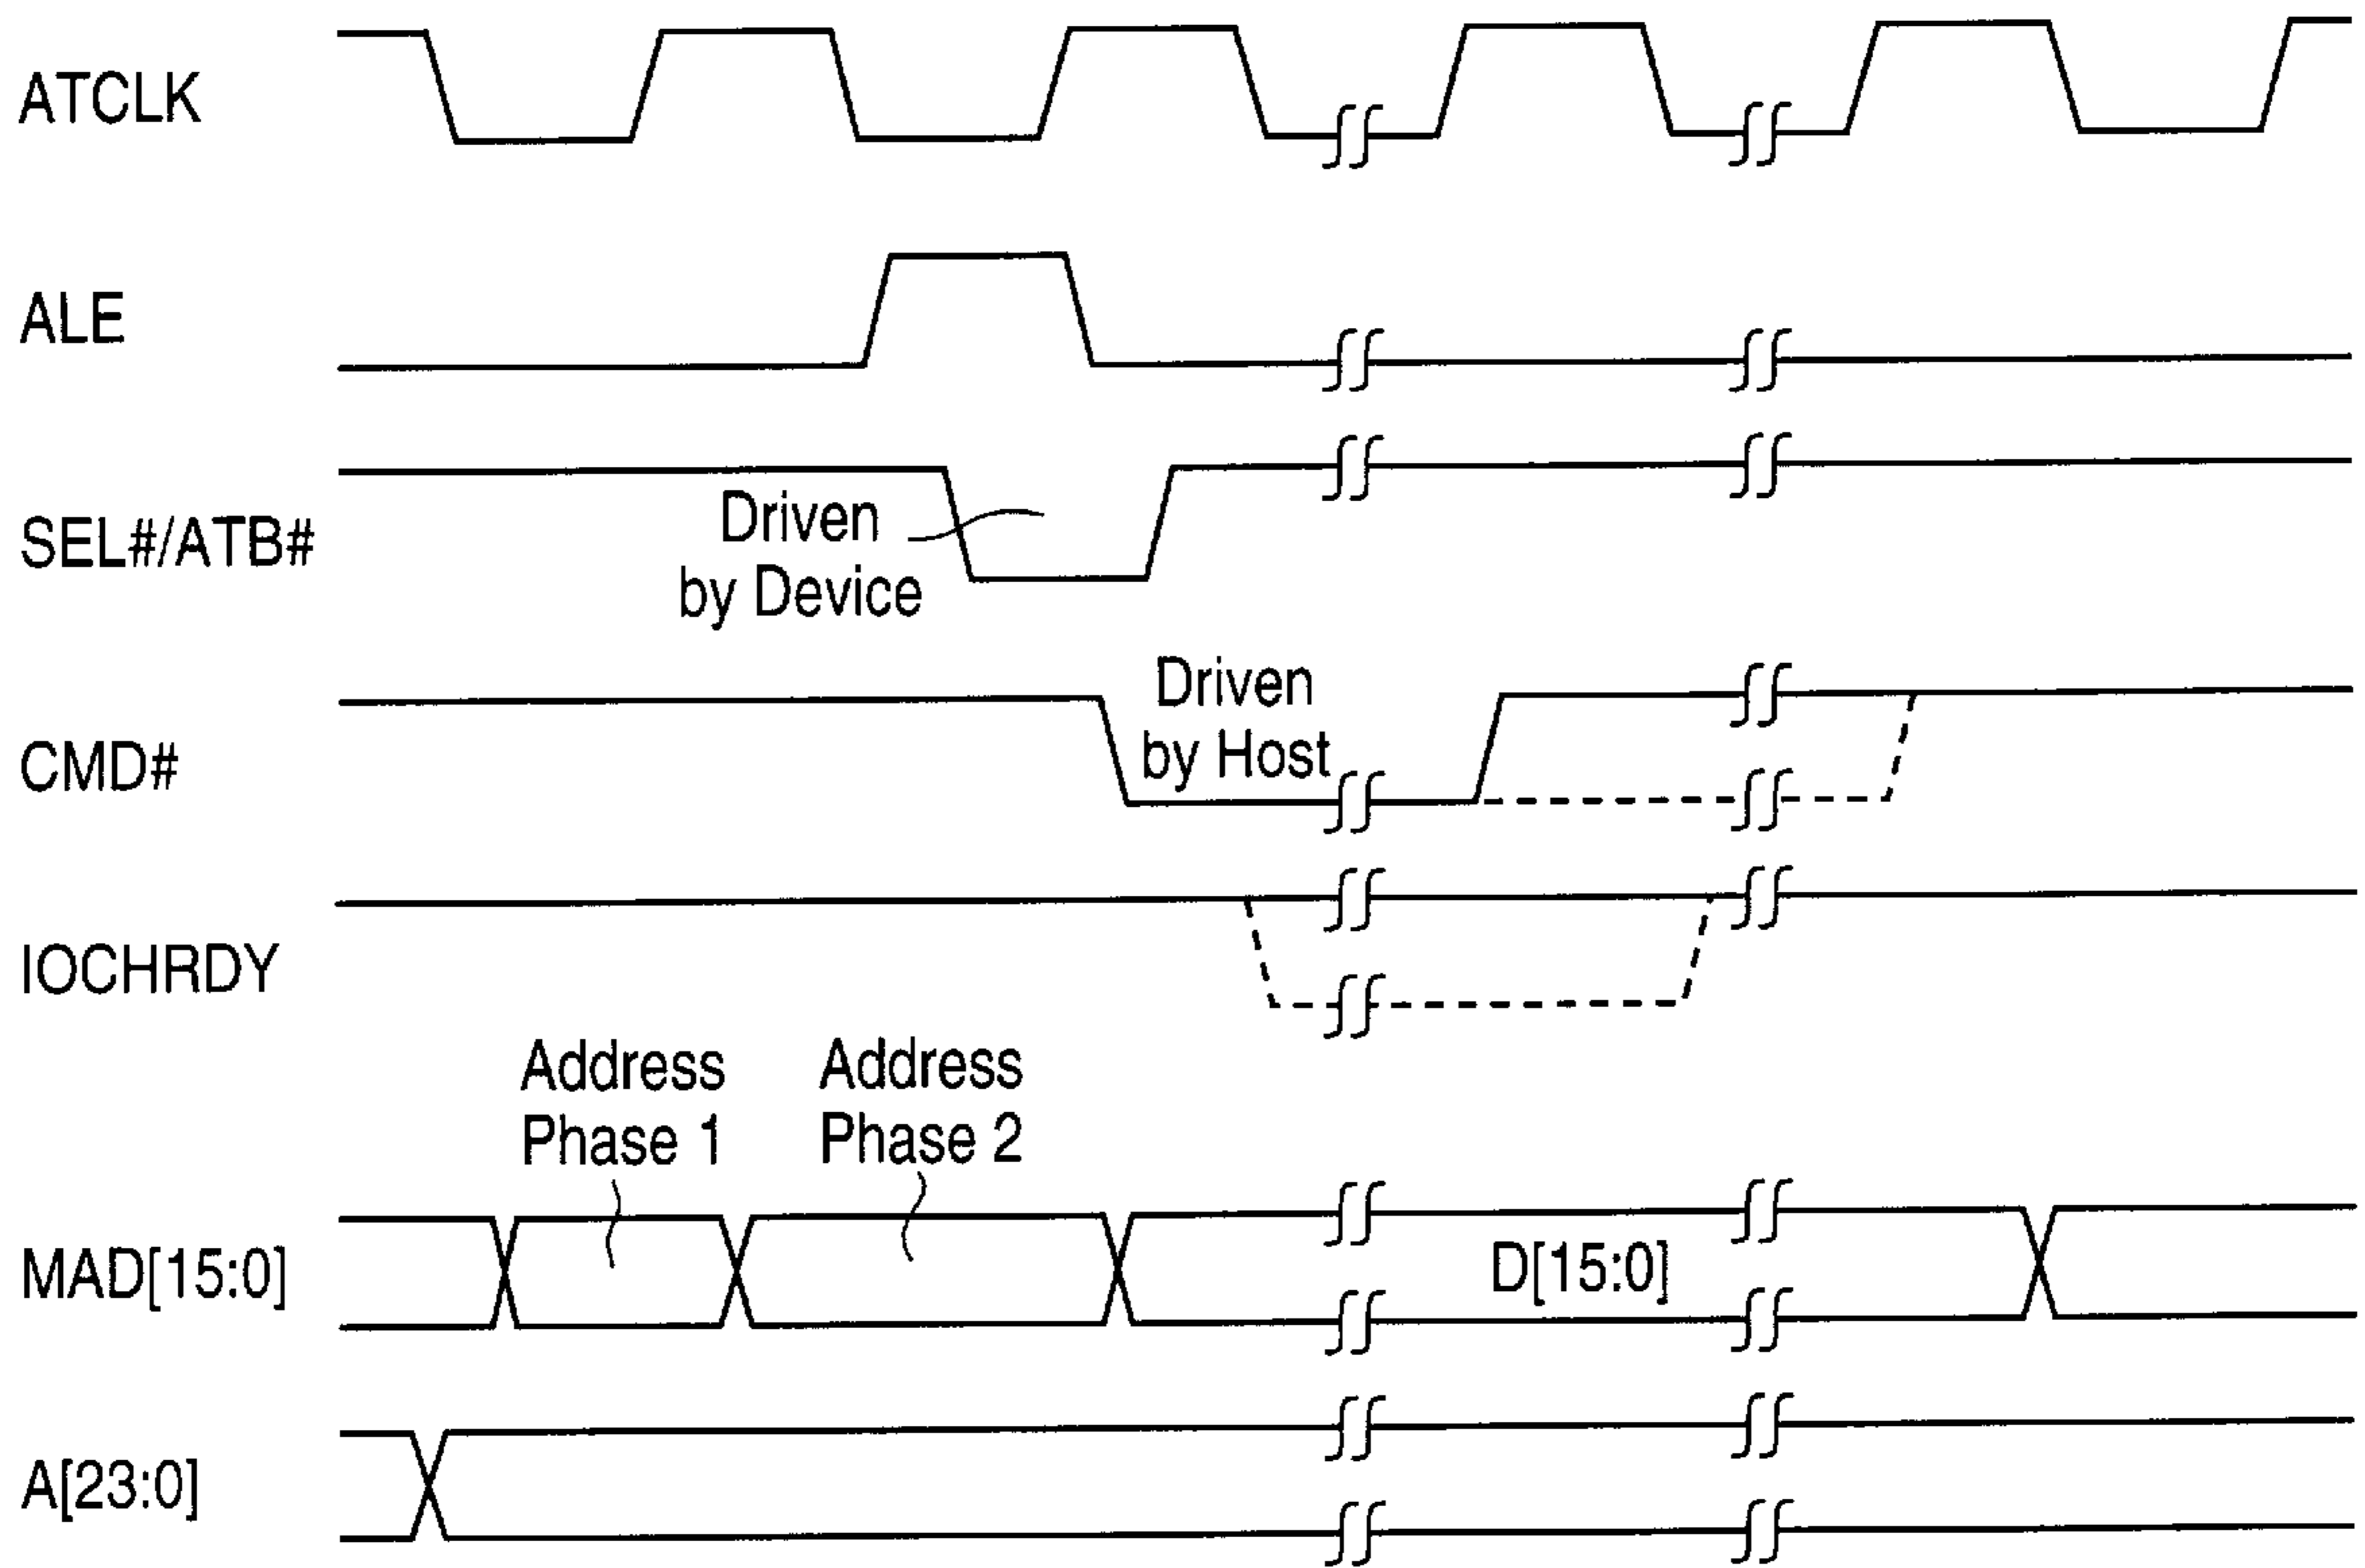 ATCLK
ALE
SEL#/ATB#
Driven
by Device
CMD#
Driven
by Host
IOCHRDY
Address
Phase 1
Address
Phase 2
MAD[15:0]
D[15:0]
A[23:0]